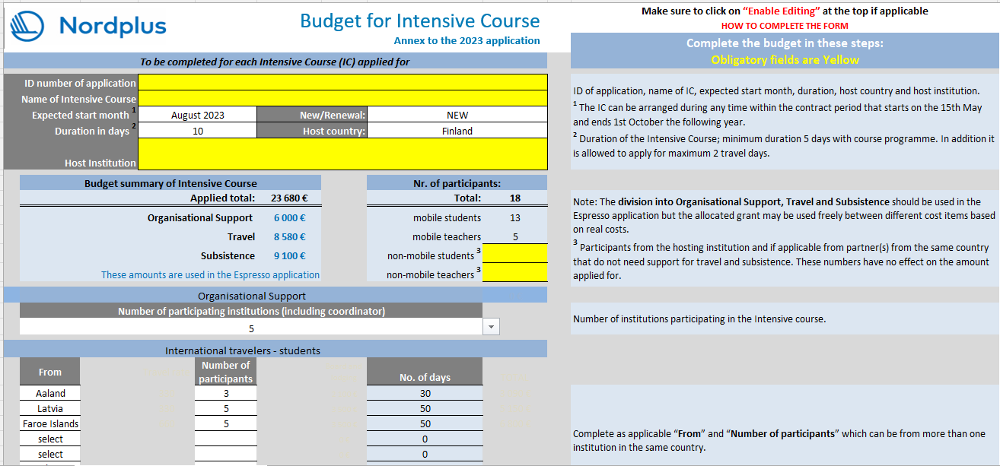 Nordplus
Budget for Intensive Course
Annex to the 2023 application
To be completed for each Intensive Course (IC) applied for
ID number of application
Name of Intensive Course
Expected start month 1 August 2023 New/Renewal: NEW
Duration in days 2 10 Host country: Finland
Host Institution
Budget summary of Intensive Course
Applied total: 23 680 €
Organisational Support 6 000 €
Travel 8 580 €
Subsistence 9 100 €
These amounts are used in the Espresso application
Nr. of participants:
Total: 18
mobile students 13
mobile teachers 5
non-mobile students 3
non-mobile teachers 3
Organisational Support
Number of participating institutions (including coordinator)
5
International travelers - students
From Number of participants No. of days
Aaland 3 30
Latvia 5 50
Faroe Islands 5 50
select 0
select 0
Make sure to click on “Enable Editing” at the top if applicable
HOW TO COMPLETE THE FORM
Complete the budget in these steps:
Obligatory fields are Yellow
ID of application, name of IC, expected start month, duration, host country and host institution.
1 The IC can be arranged during any time within the contract period that starts on the 15th May
and ends 1st October the following year.
2 Duration of the Intensive Course; minimum duration 5 days with course programme. In addition it
is allowed to apply for maximum 2 travel days.
Note: The division into Organisational Support, Travel and Subsistence should be used in the
Espresso application but the allocated grant may be used freely between different cost items based
on real costs.
3 Participants from the hosting institution and if applicable from partner(s) from the same country
that do not need support for travel and subsistence. These numbers have no effect on the amount
applied for.
Number of institutions participating in the Intensive course.
Complete as applicable “From” and “Number of participants” which can be from more than one
institution in the same country.